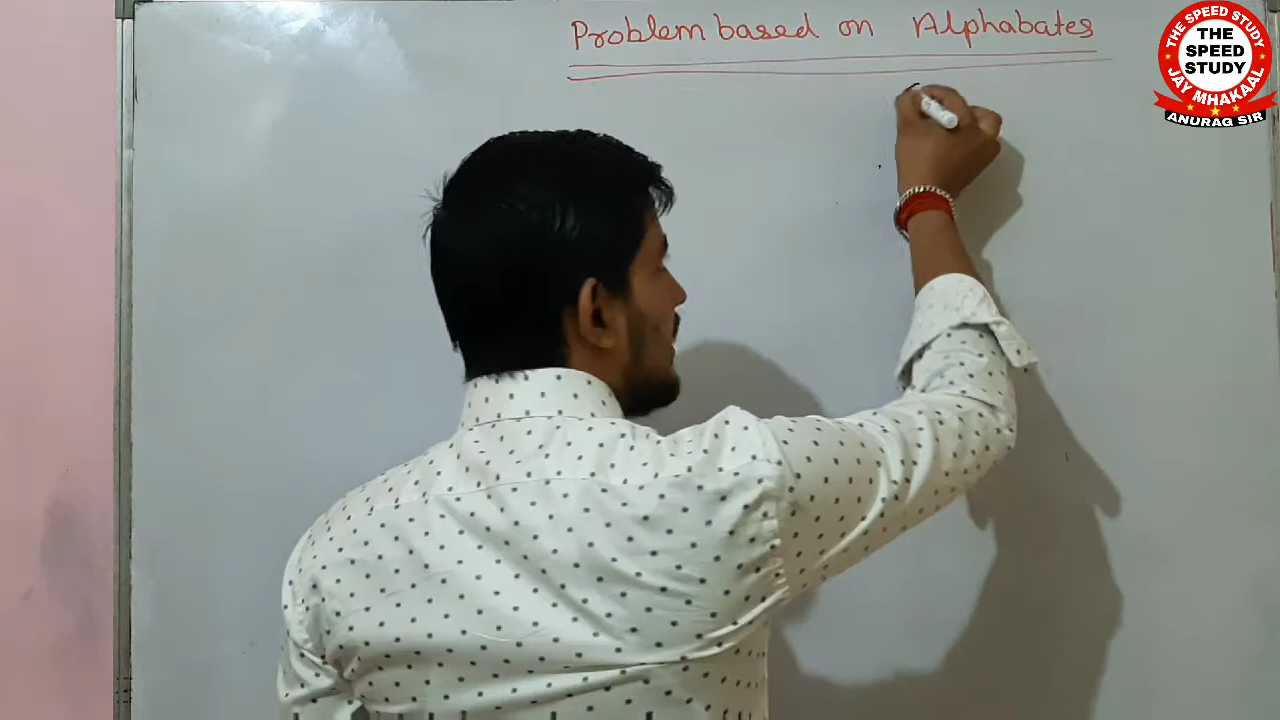 Problem based on Alphabates
THE SPEED STUDY
THE
SPEED
STUDY
JAY MHAKAAL
ANURAG SIR